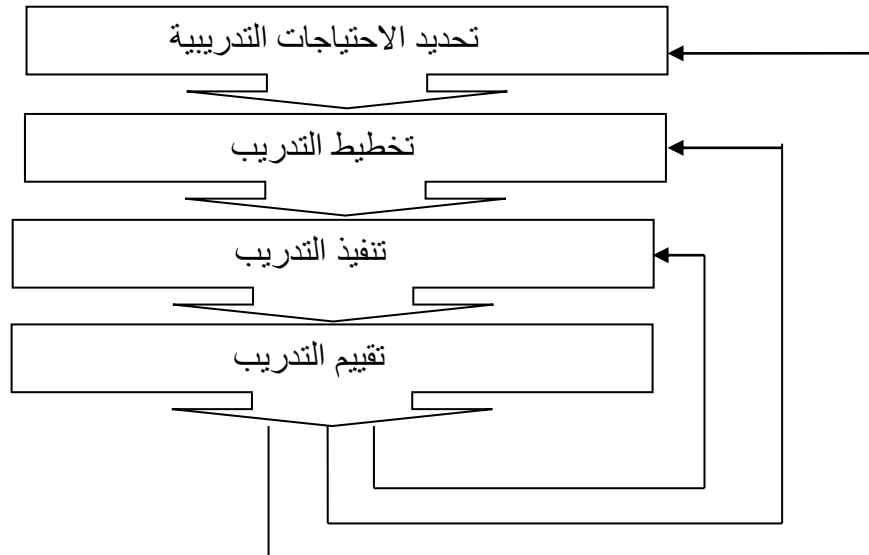 تحديد الاحتياجات التدريبية
تخطيط التدريب
تنفيذ التدريب
تقييم التدريب